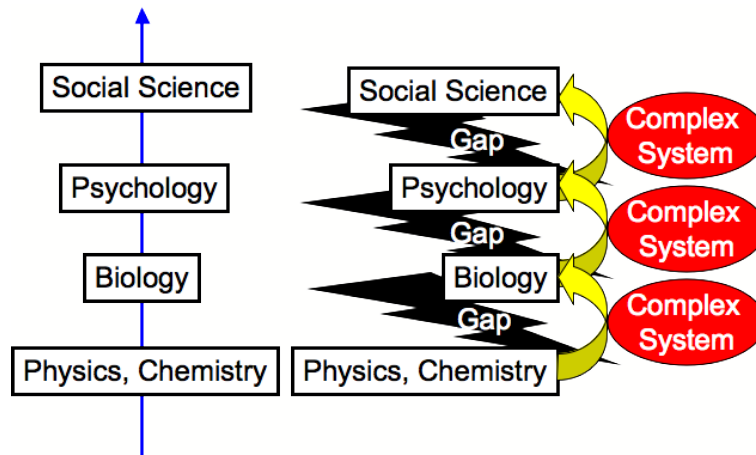 Social Science
Psychology
Biology
Physics, Chemistry
Social Science
Gap
Complex
System
Psychology
Gap
Complex
System
Biology
Gap
Complex
System
Physics, Chemistry